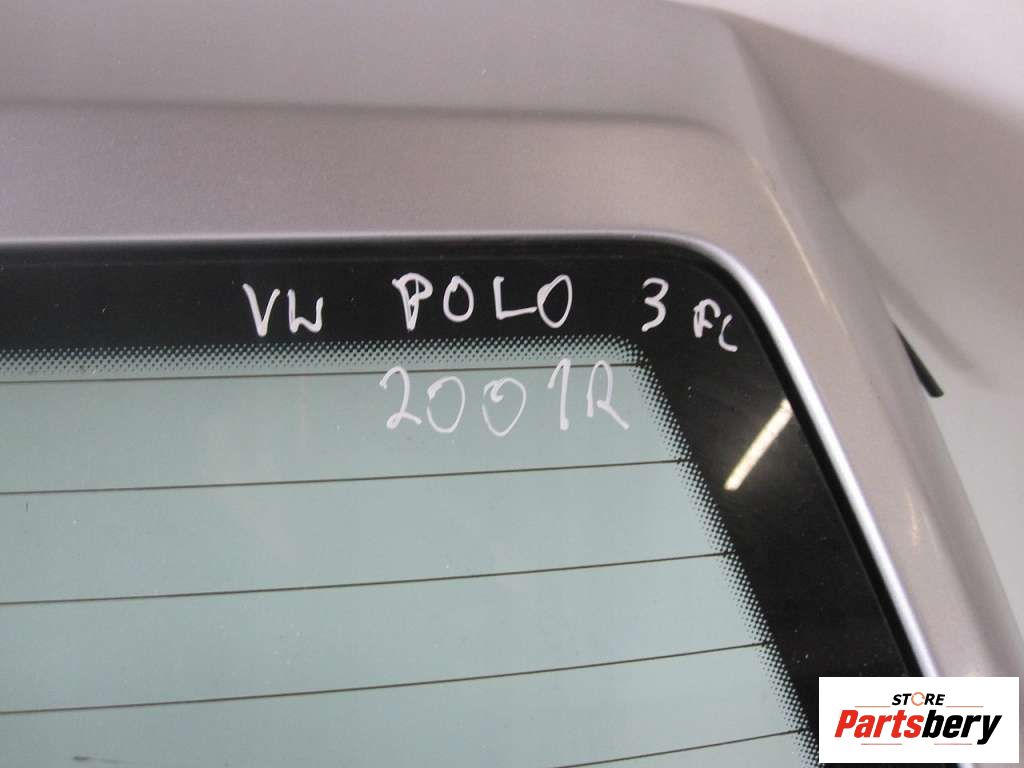 VW POLO 3 FL
2001R
STORE
Partsbery